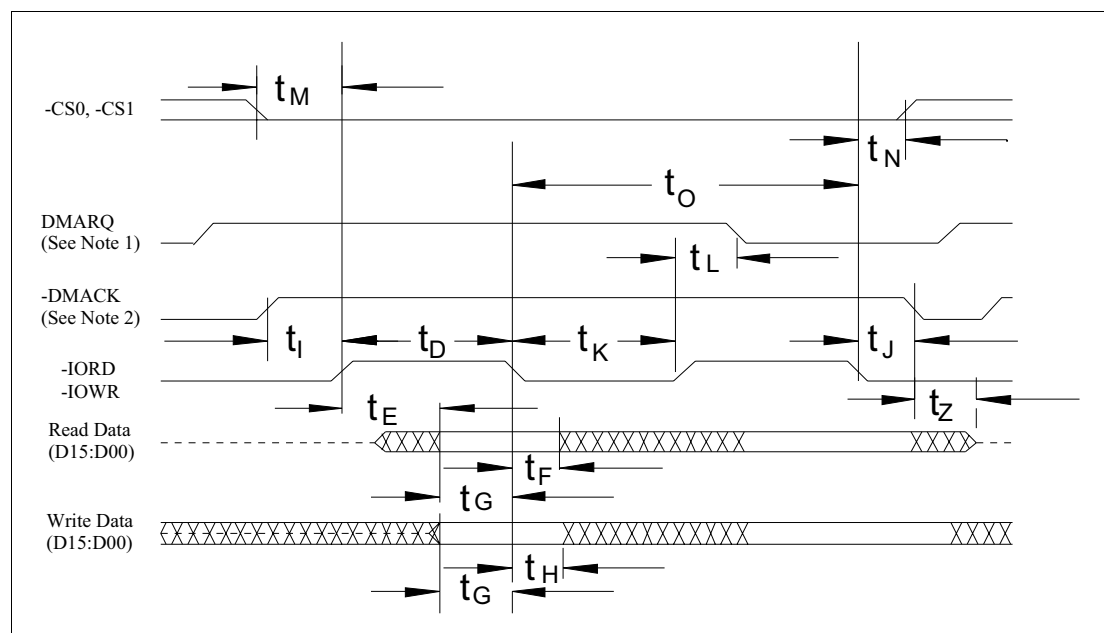 tM
-CS0, -CS1
tN
tO
DMARQ
(See Note 1)
tL
-DMACK
(See Note 2)
tI
tD
tK
tJ
-IORD
-IOWR
tE
tZ
Read Data
(D15:D00)
tF
tG
Write Data
(D15:D00)
tH
tG